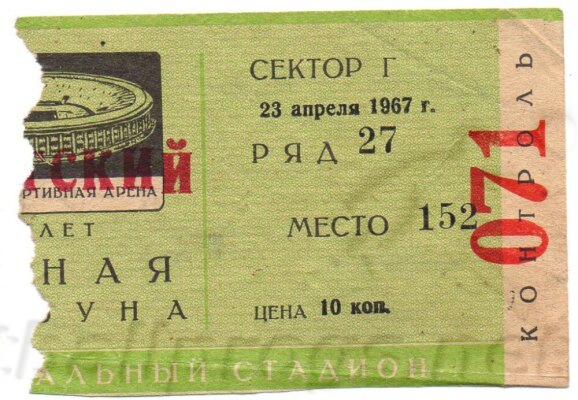 СЕКТОР Г
23 апреля 1967 г.
РЯД 27
МЕСТО 152
ЦЕНА 10 коп.
СКИЙ
РТИВНАЯ АРЕНА
ЛЕТ
НАЯ
УНА
АЛЬНЫЙ СТАДИОН
071
КОНТРОЛЬ